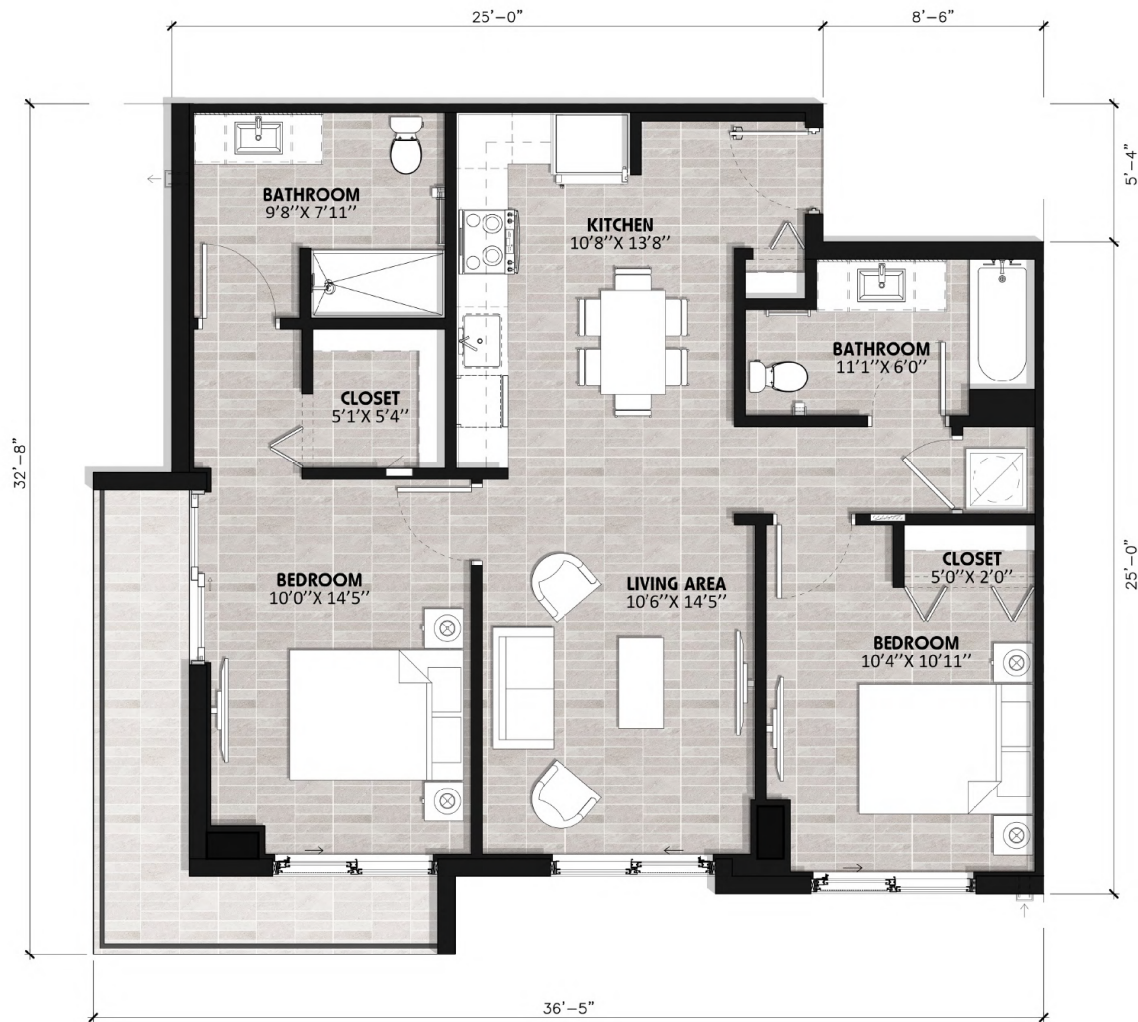 25'-0"
8'-6"
5'-4"
BATHROOM
9'8''X 7'11''
KITCHEN
10'8''X 13'8''
BATHROOM
11'1''X 6'0''
CLOSET
5'1'X 5'4''
32'-8"
25'-0"
CLOSET
5'0''X 2'0''
BEDROOM
10'0''X 14'5''
LIVING AREA
10'6''X 14'5''
BEDROOM
10'4''X 10'11''
36'-5"